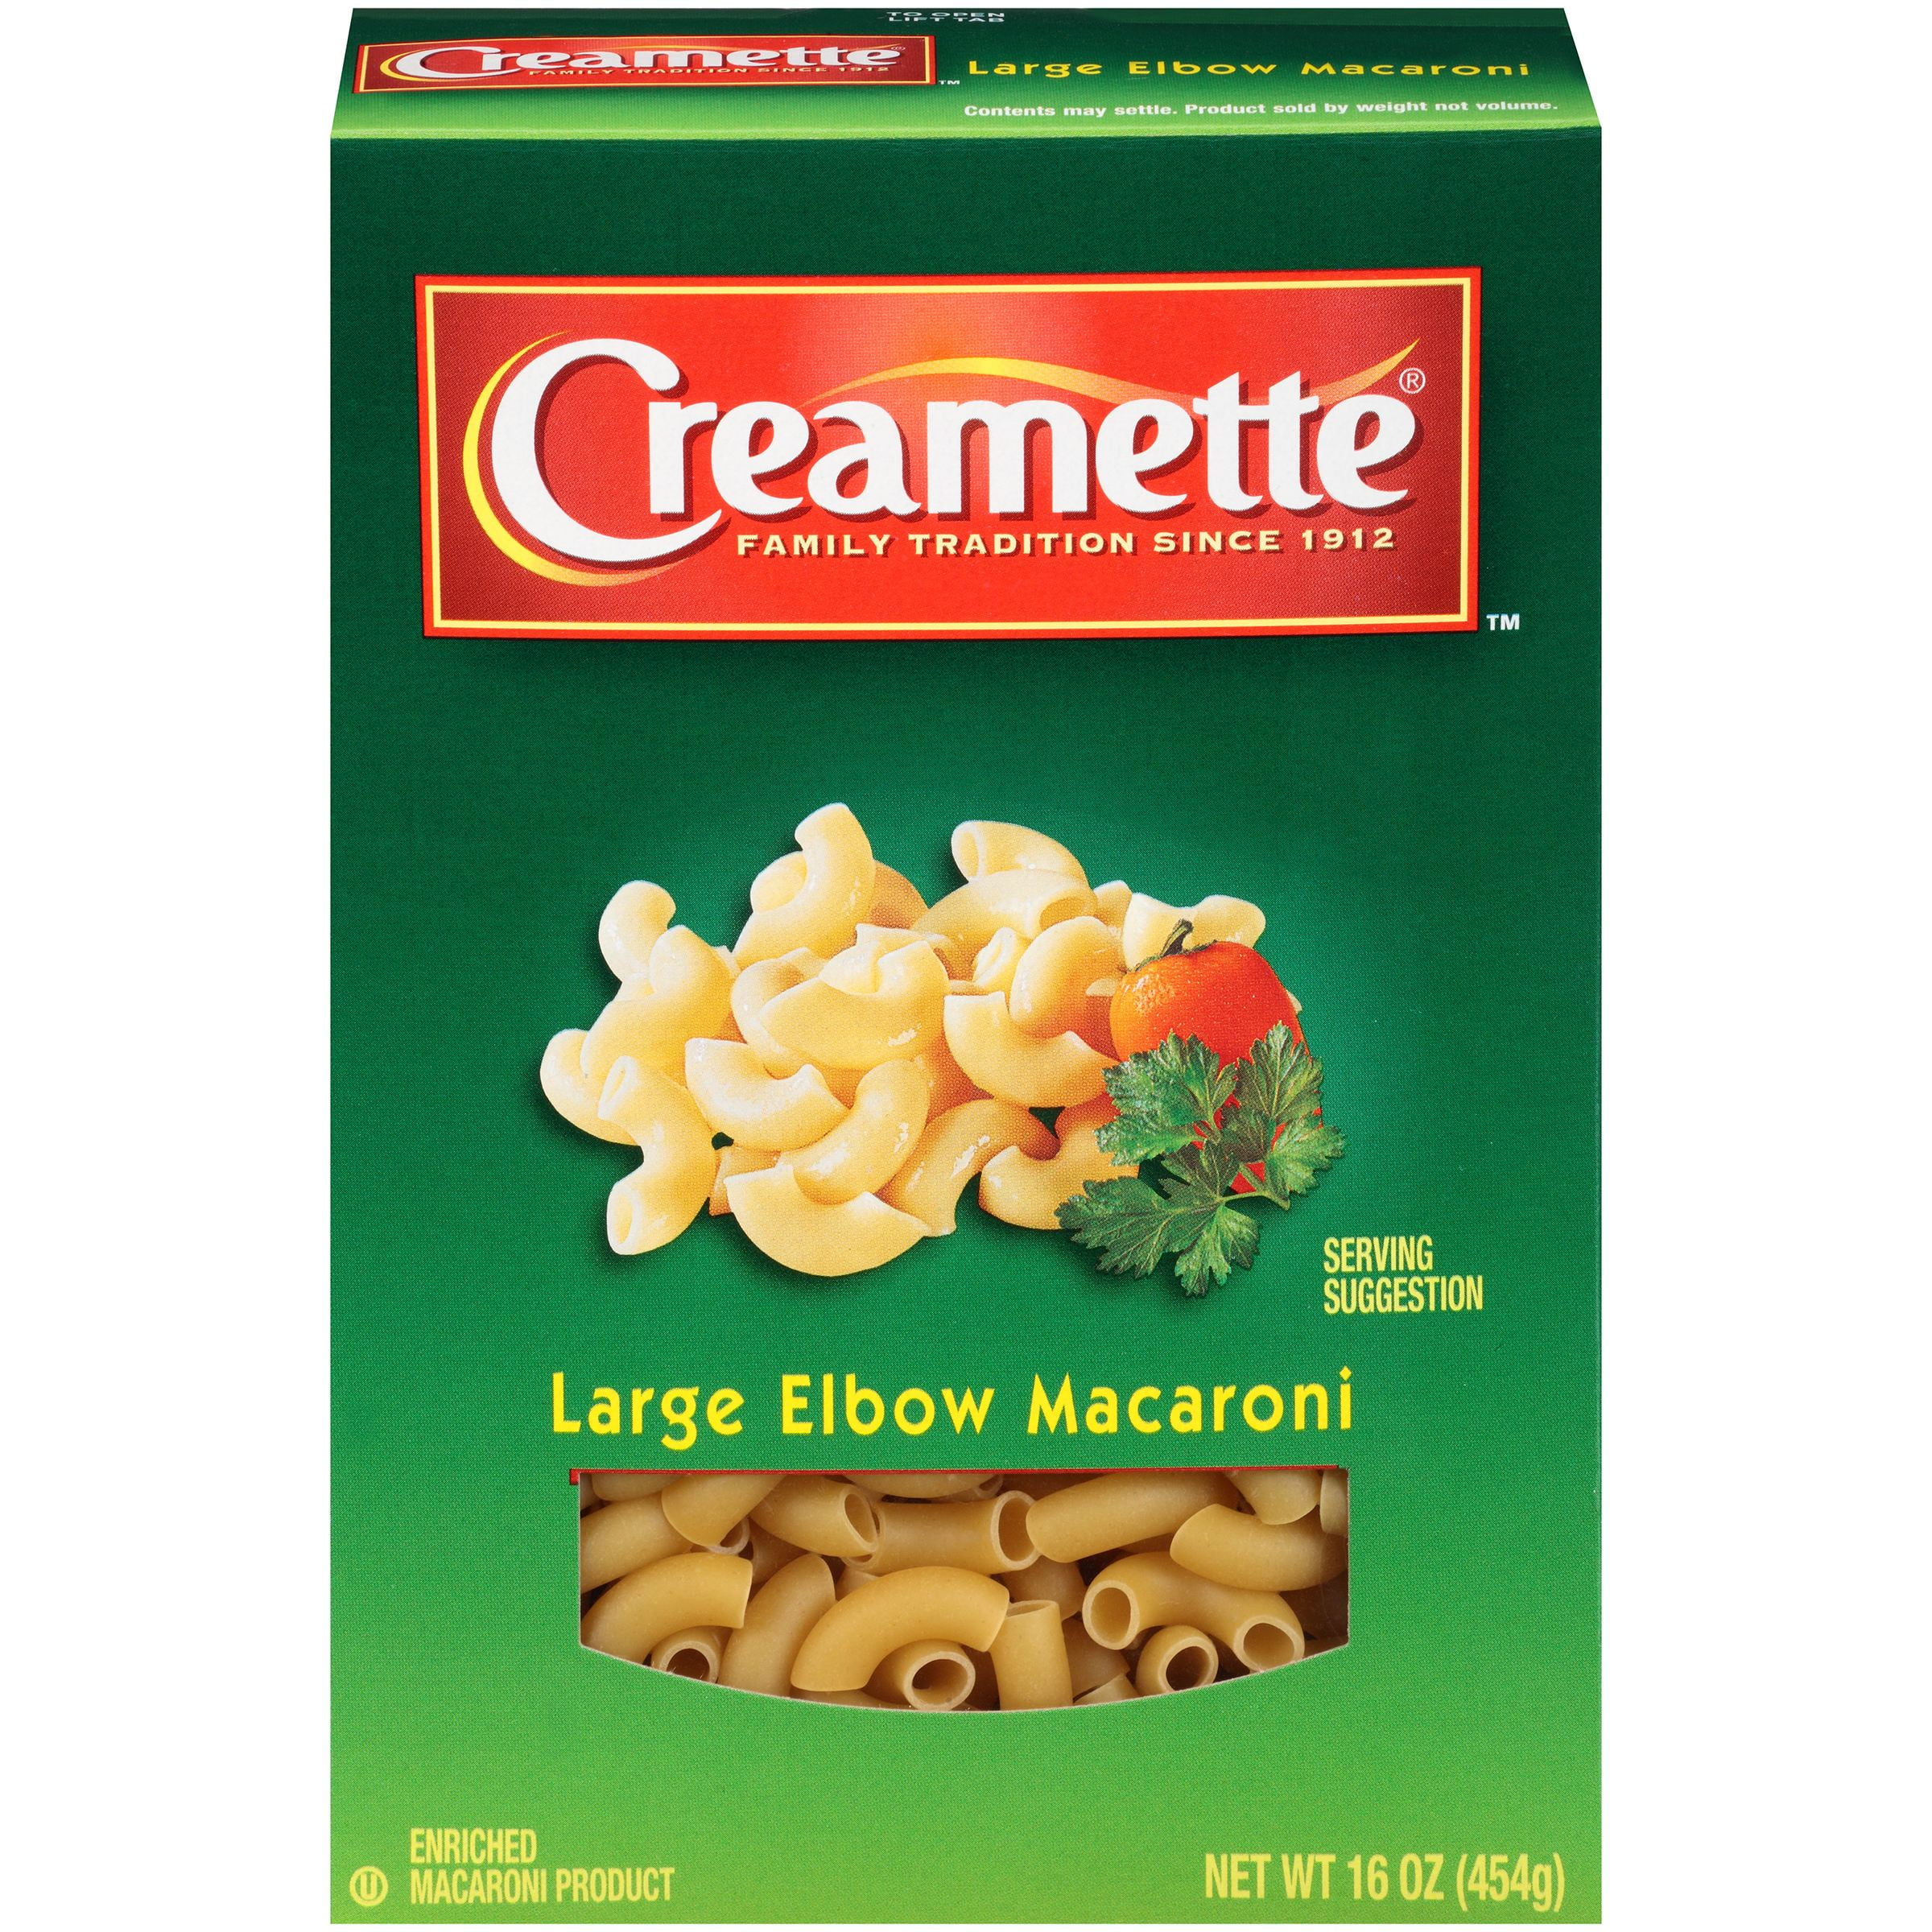 TO OPEN
LIFT TAB
Creamette®
FAMILY TRADITION SINCE 1912
™
Large Elbow Macaroni
Contents may settle. Product sold by weight not volume.
Creamette®
FAMILY TRADITION SINCE 1912
™
SERVING
SUGGESTION
Large Elbow Macaroni
ENRICHED
U MACARONI PRODUCT
NET WT 16 OZ (454g)